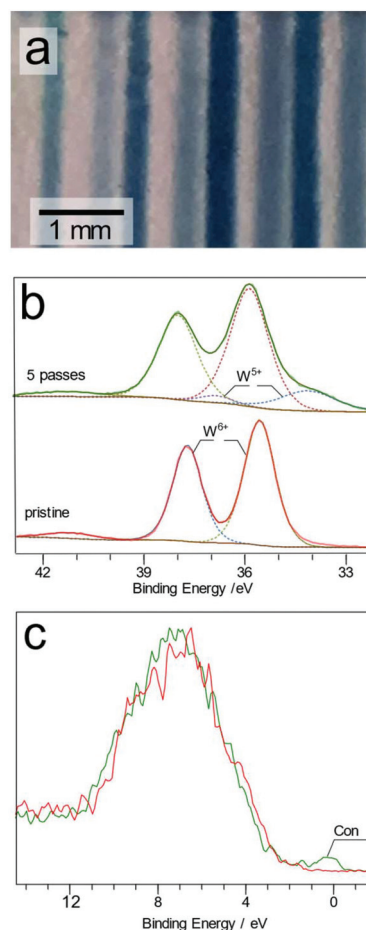 a
1 mm
b
5 passes
W5+
W6+
pristine
42 39 36 33
Binding Energy /eV
c
Con
12 8 4 0
Binding Energy / eV